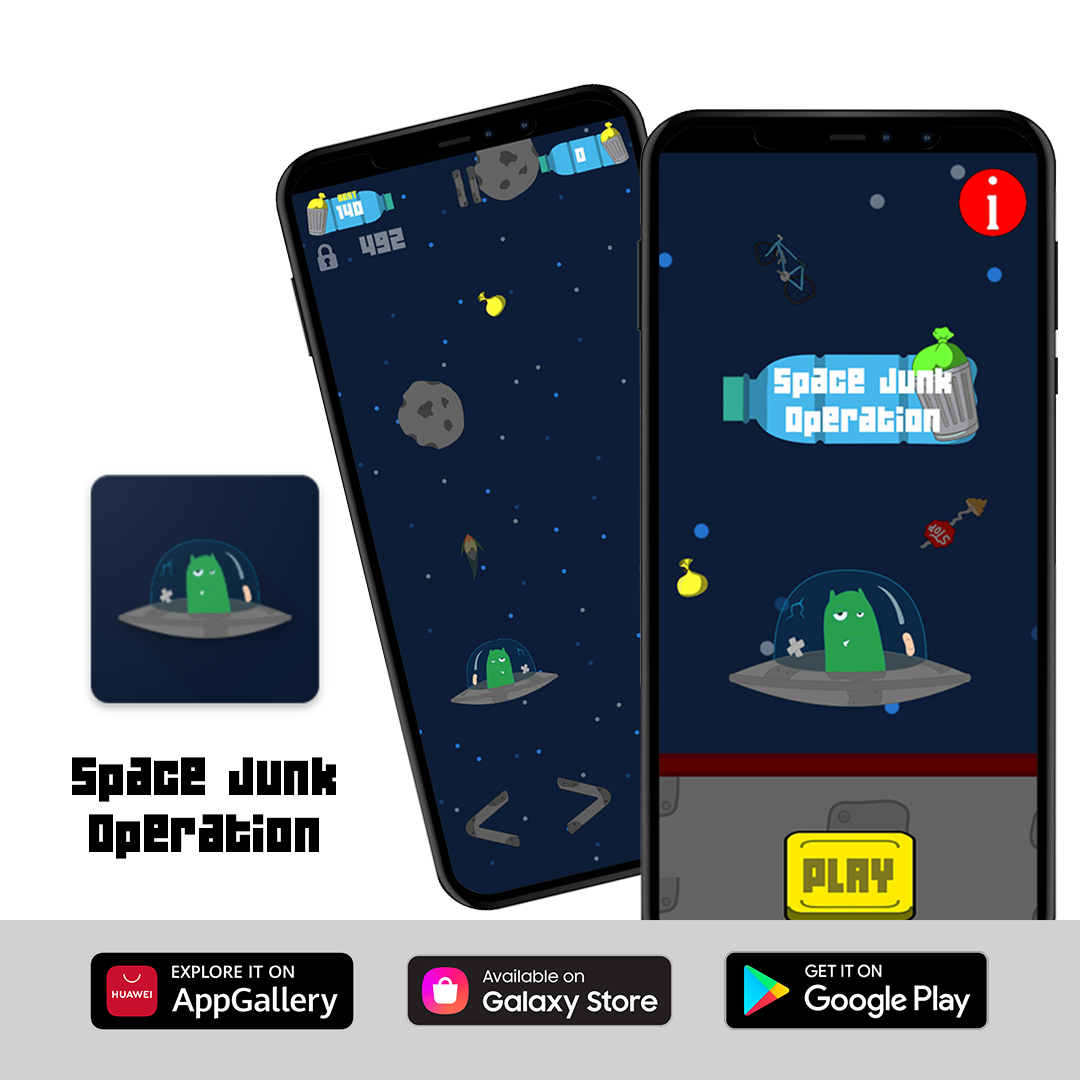 BEST
140
0
492
i
Space Junk
Operation
STOP
PLAY
Space Junk
Operation
HUAWEI
EXPLORE IT ON
AppGallery
Available on
Galaxy Store
GET IT ON
Google Play